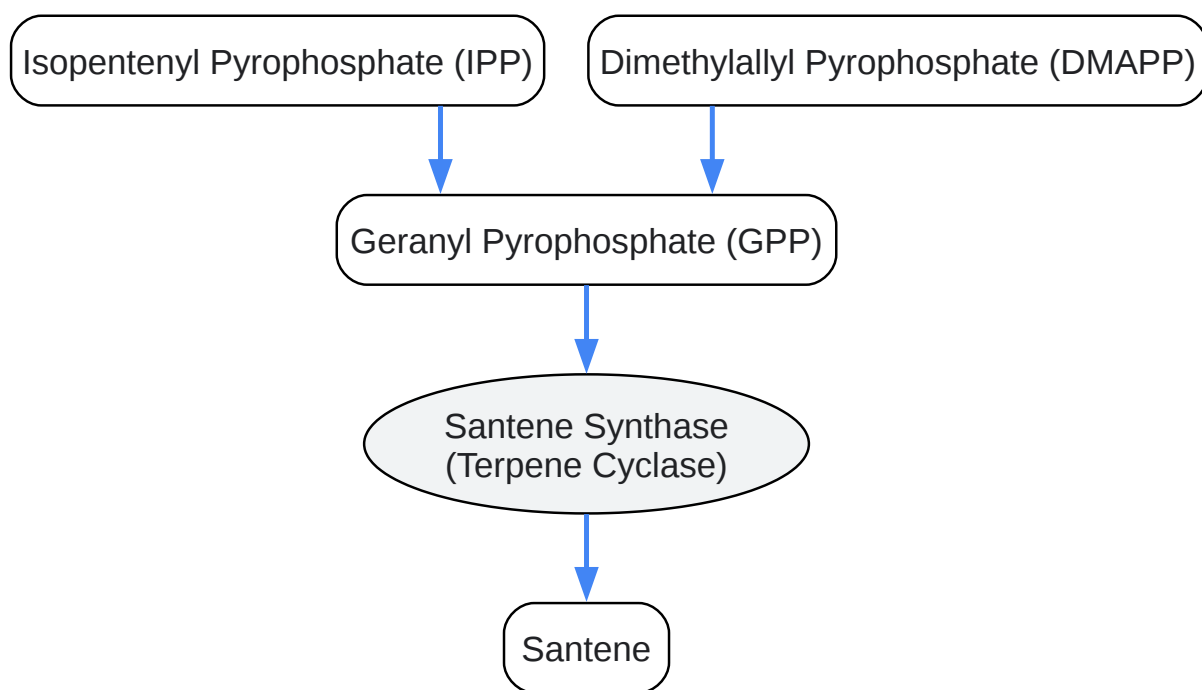 Isopentenyl Pyrophosphate (IPP)
Dimethylallyl Pyrophosphate (DMAPP)
Geranyl Pyrophosphate (GPP)
Santene Synthase
(Terpene Cyclase)
Santene